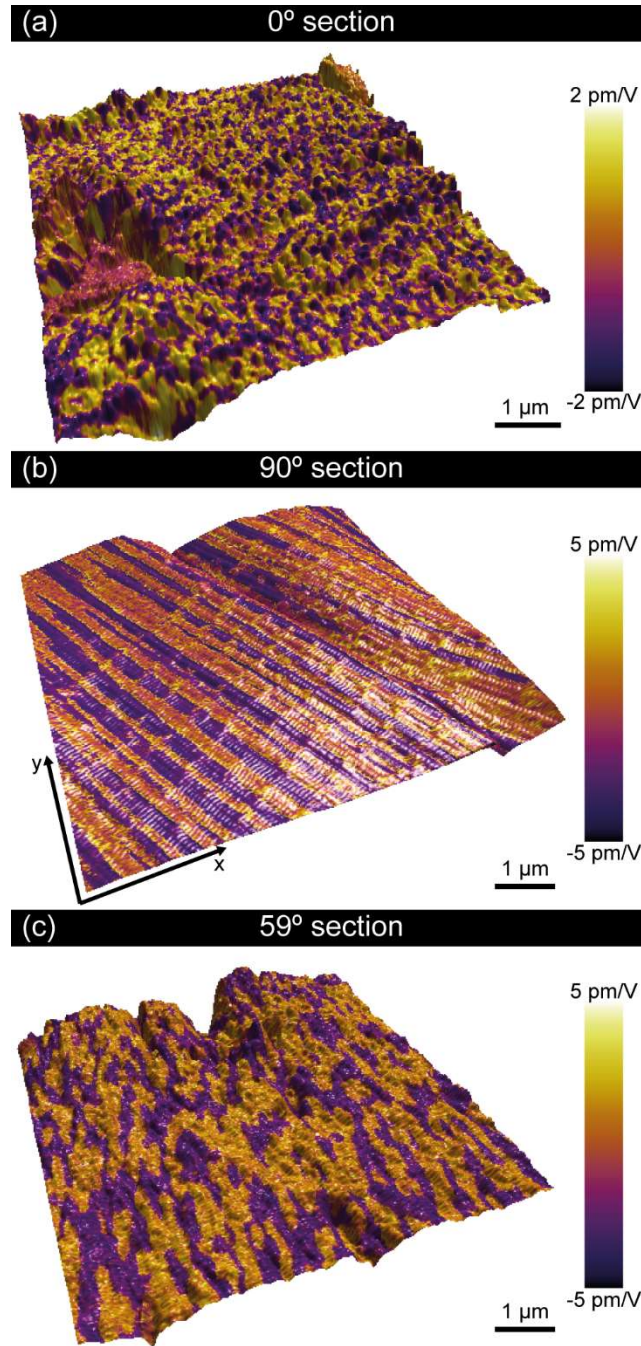 (a) 0º section
2 pm/V
-2 pm/V
1 µm
(b) 90º section
5 pm/V
y
x
-5 pm/V
1 µm
(c) 59º section
5 pm/V
-5 pm/V
1 µm